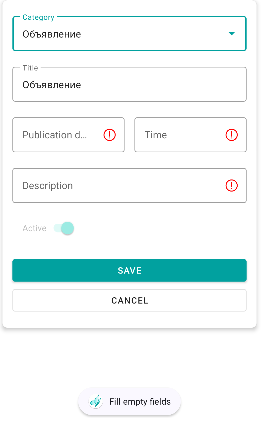 Category
Объявление
Title
Объявление
Publication d... Time
Description
Active
SAVE
CANCEL
Fill empty fields